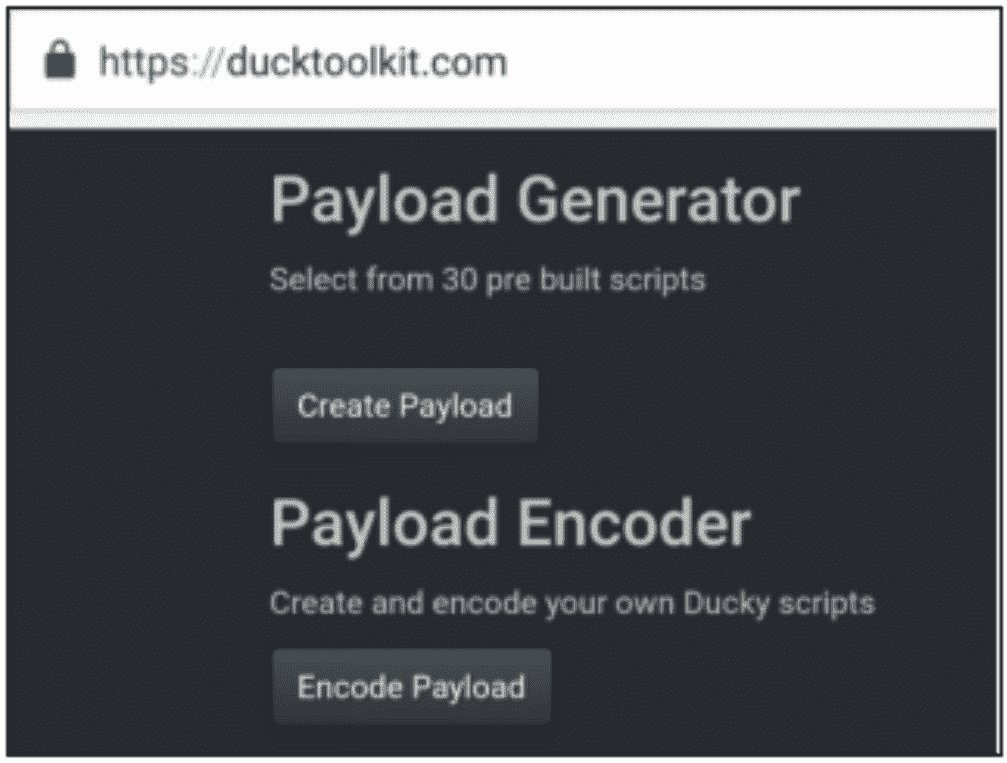 https://ducktoolkit.com
Payload Generator
Select from 30 pre built scripts
Create Payload
Payload Encoder
Create and encode your own Ducky scripts
Encode Payload